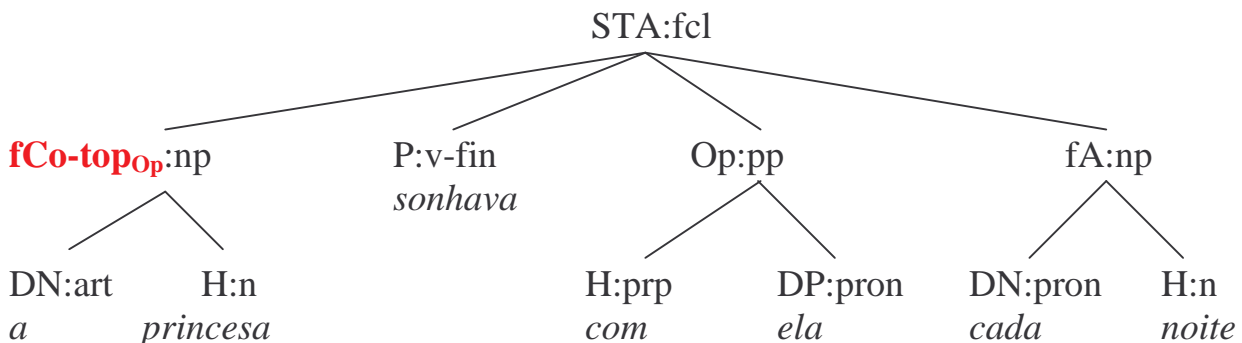 STA:fcl
fCo-topOp:np P:v-fin Op:pp fA:np
sonhava
DN:art H:n H:prp DP:pron DN:pron H:n
a princesa com ela cada noite